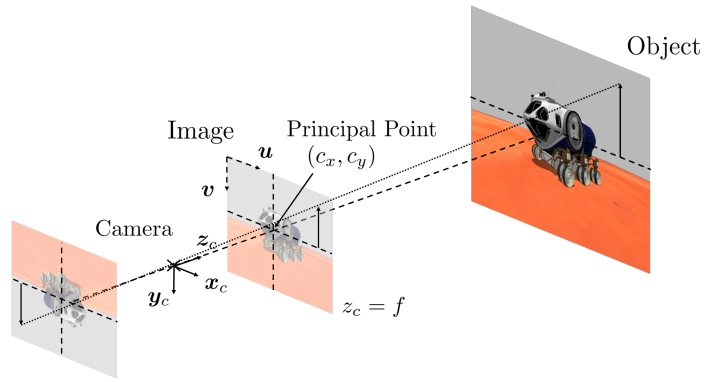 Object
Image
Principal Point
(c_x, c_y)
u
v
Camera
z_c
x_c
y_c
z_c = f